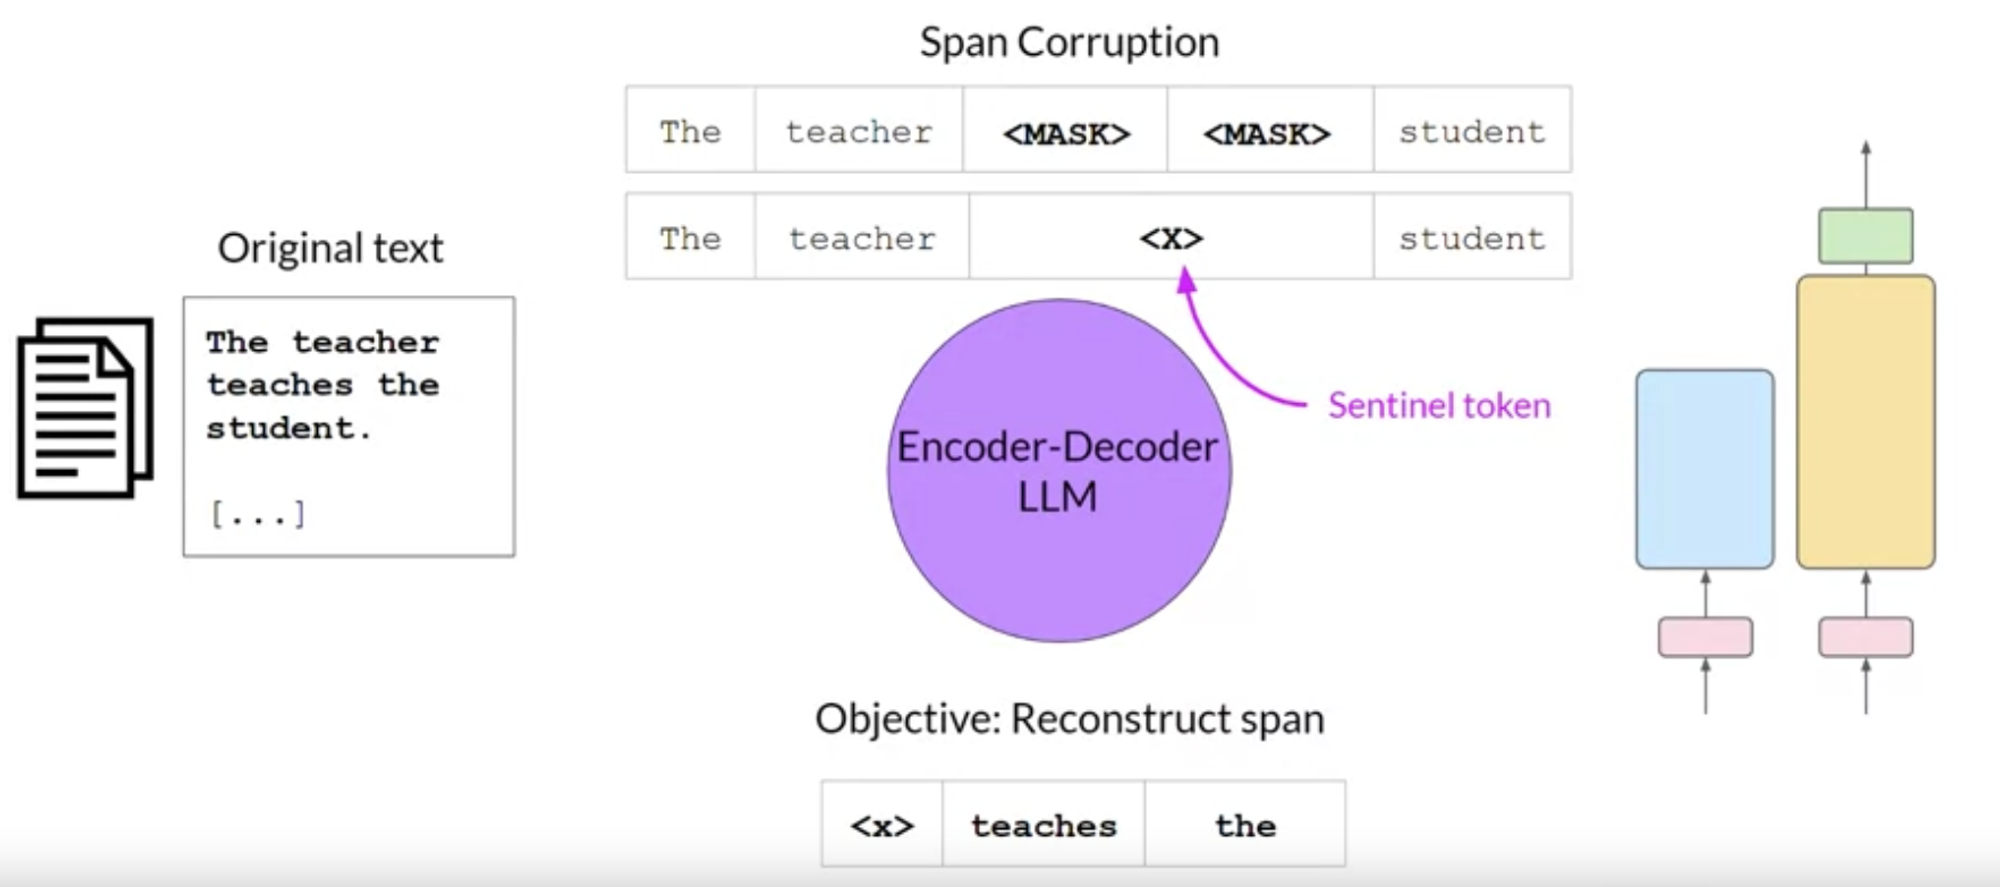 Span Corruption
The teacher <MASK> <MASK> student
The teacher <X> student
Original text
The teacher
teaches the
student.
[...]
Sentinel token
Encoder-Decoder
LLM
Objective: Reconstruct span
<x> teaches the